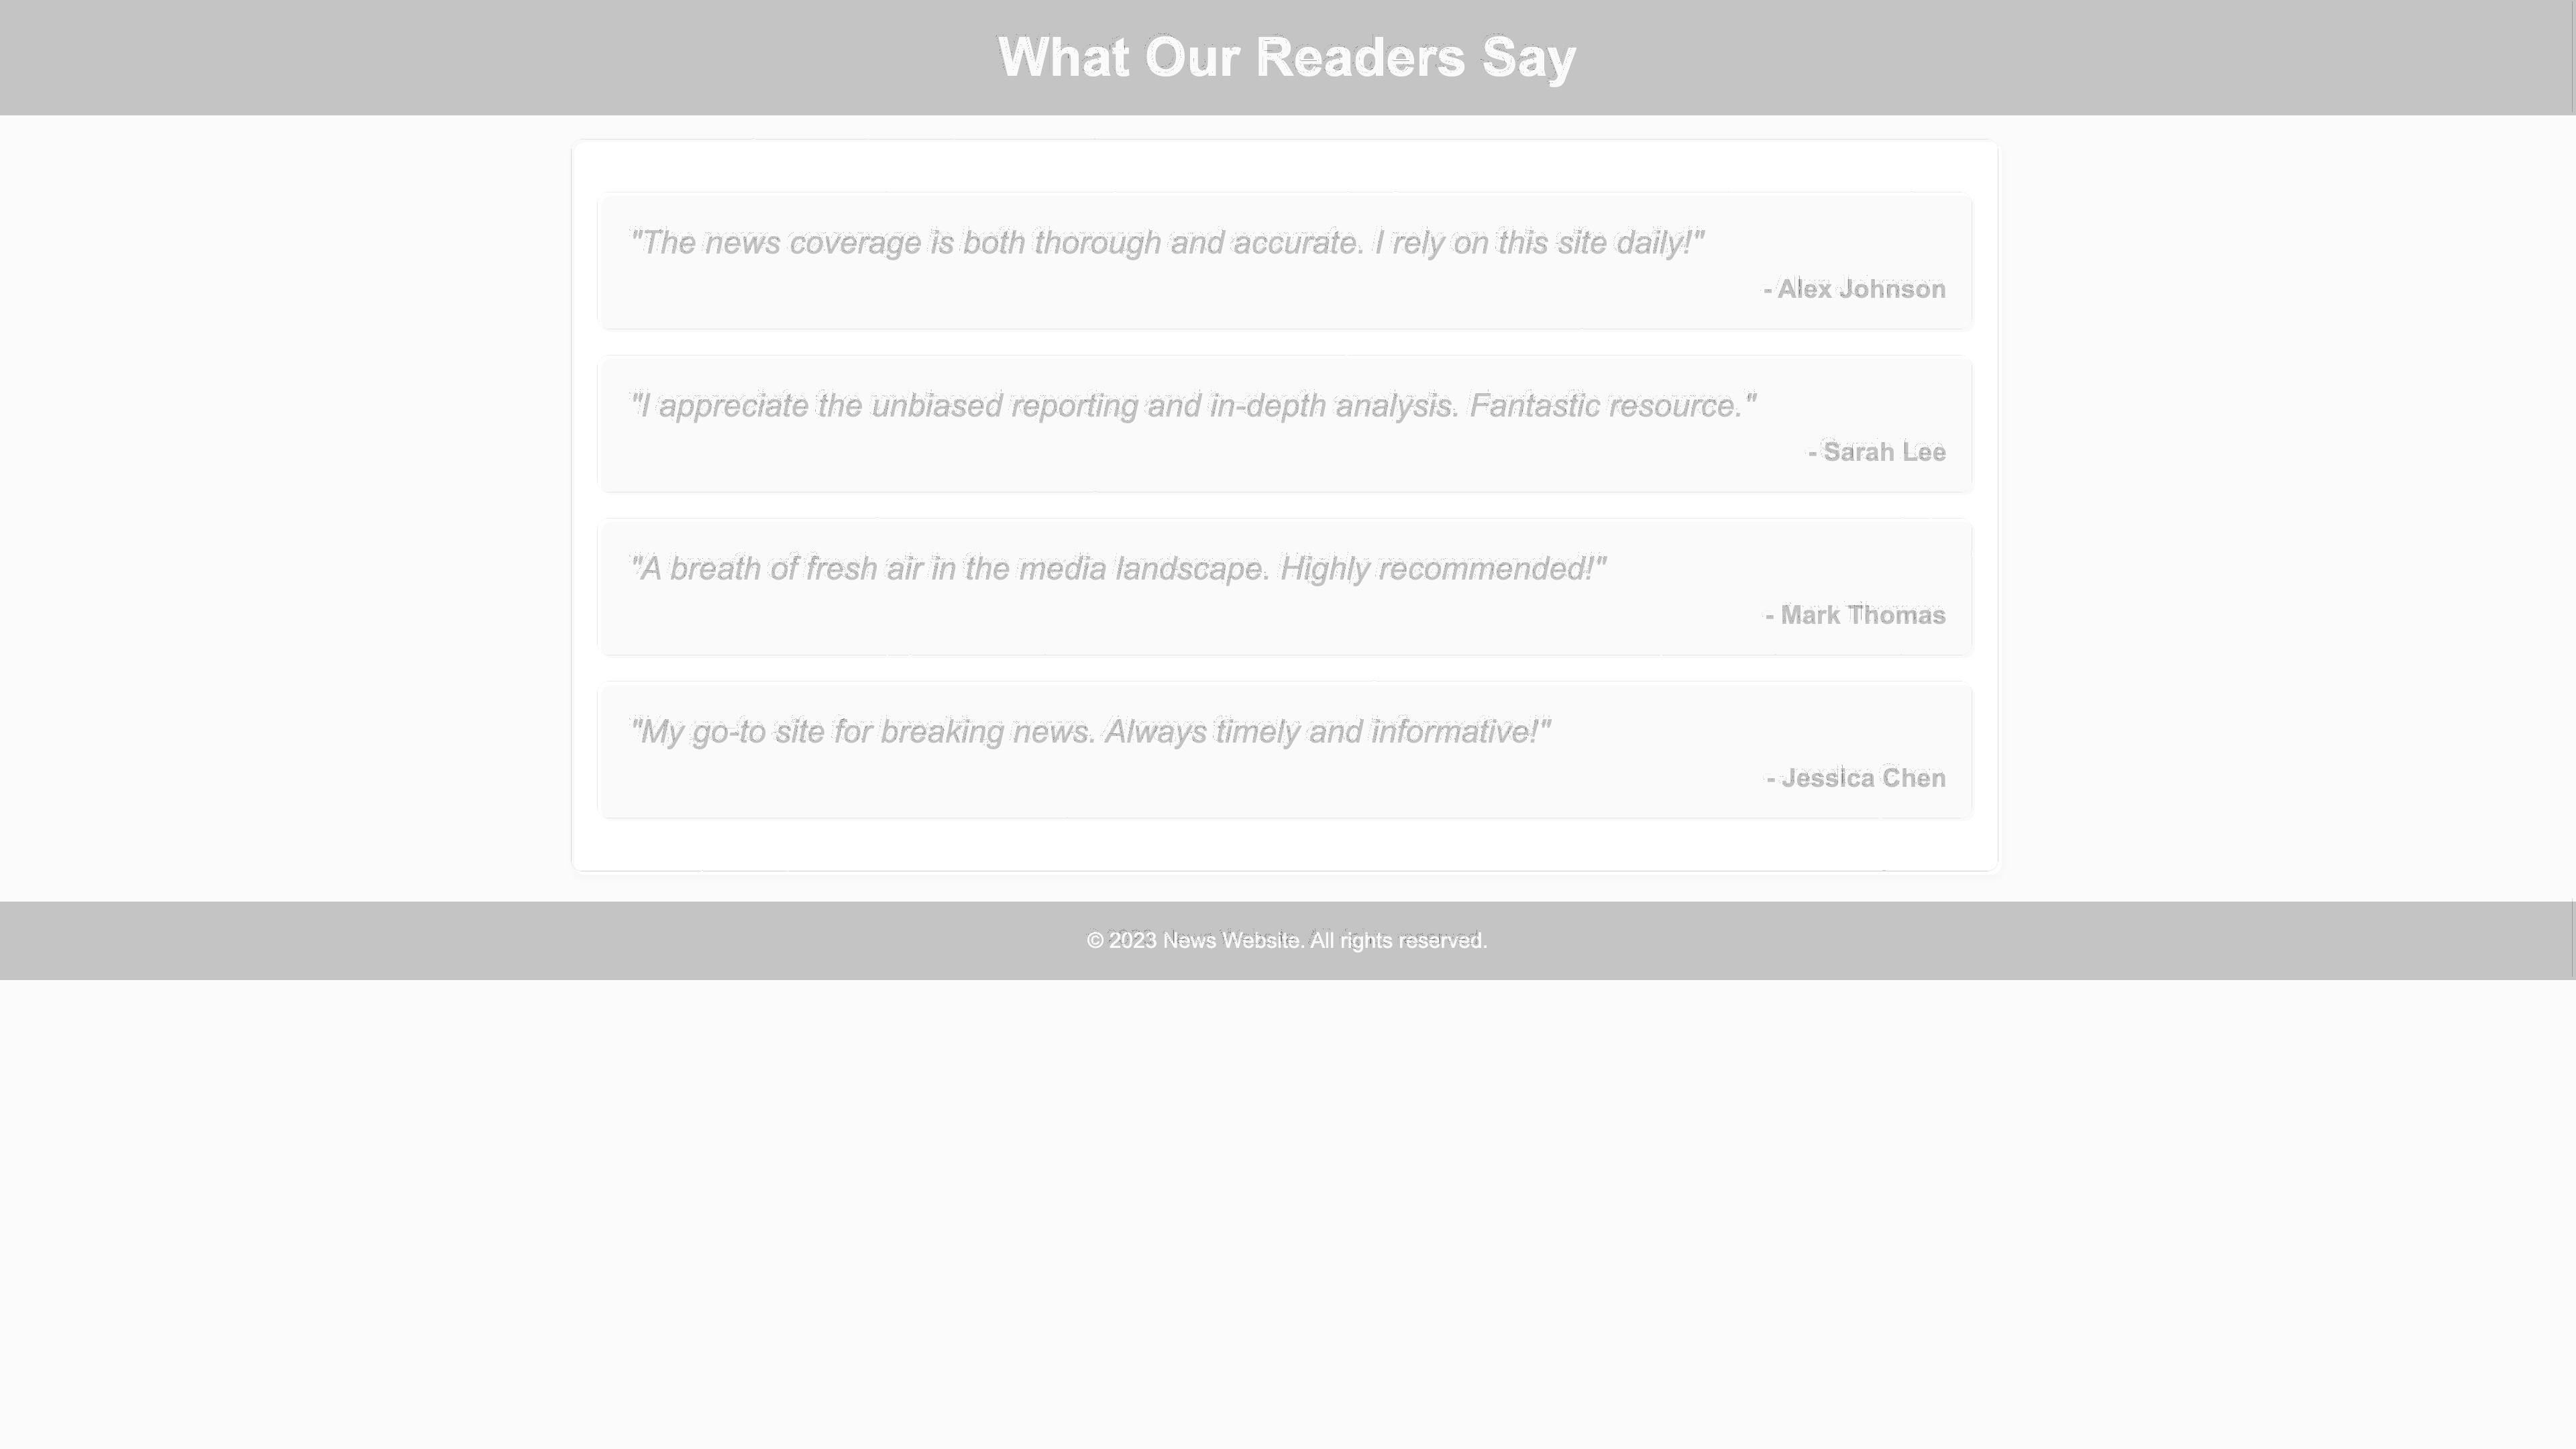 What Our Readers Say
"The news coverage is both thorough and accurate. I rely on this site daily!"
- Alex Johnson
"I appreciate the unbiased reporting and in-depth analysis. Fantastic resource."
- Sarah Lee
"A breath of fresh air in the media landscape. Highly recommended!"
- Mark Thomas
"My go-to site for breaking news. Always timely and informative!"
- Jessica Chen
© 2023 News Website. All rights reserved.